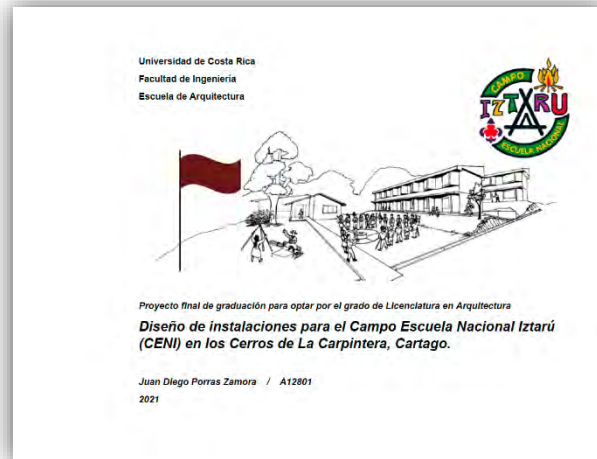 Universidad de Costa Rica
Facultad de Ingeniería
Escuela de Arquitectura
CAMPO
IZTARU
ESCUELA NACIONAL
Proyecto final de graduación para optar por el grado de Licenciatura en Arquitectura
Diseño de instalaciones para el Campo Escuela Nacional Iztarú
(CENI) en los Cerros de La Carpintera, Cartago.
Juan Diego Porras Zamora / A12801
2021